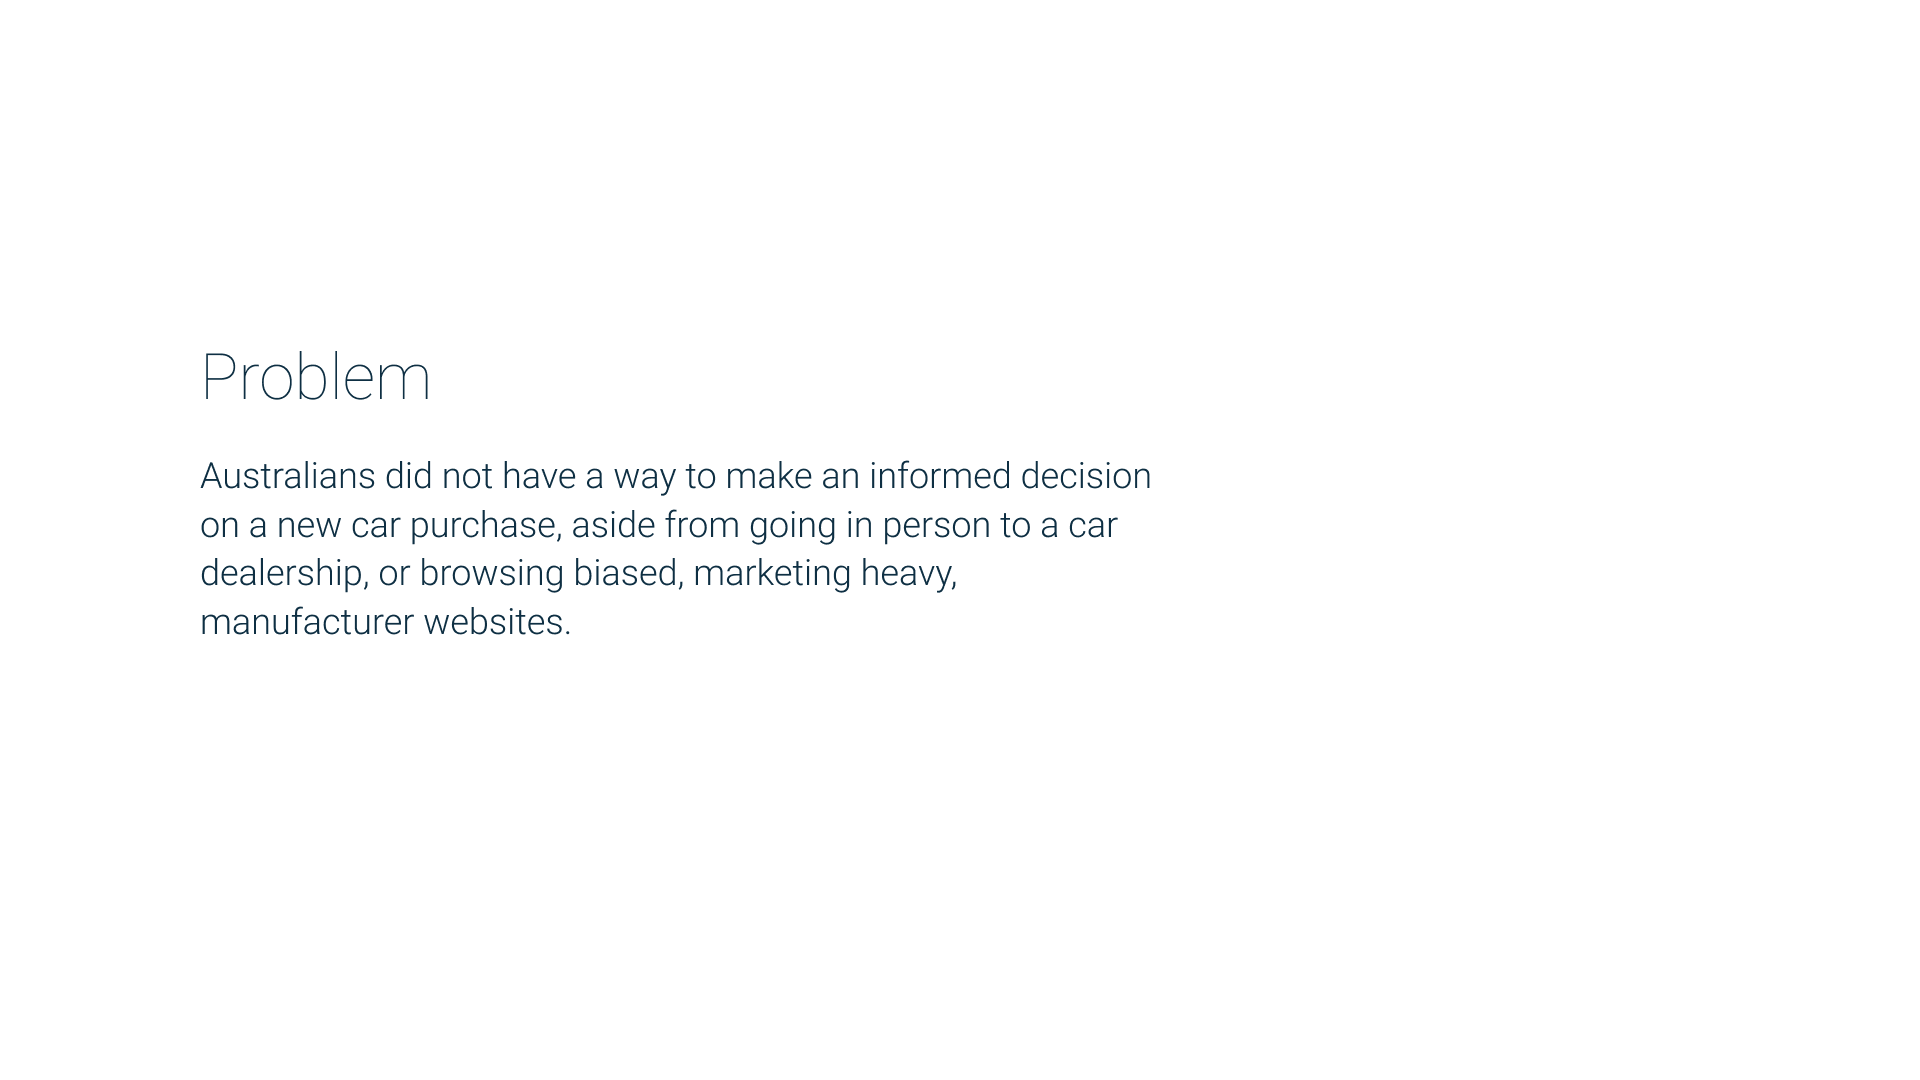 Problem
Australians did not have a way to make an informed decision
on a new car purchase, aside from going in person to a car
dealership, or browsing biased, marketing heavy,
manufacturer websites.